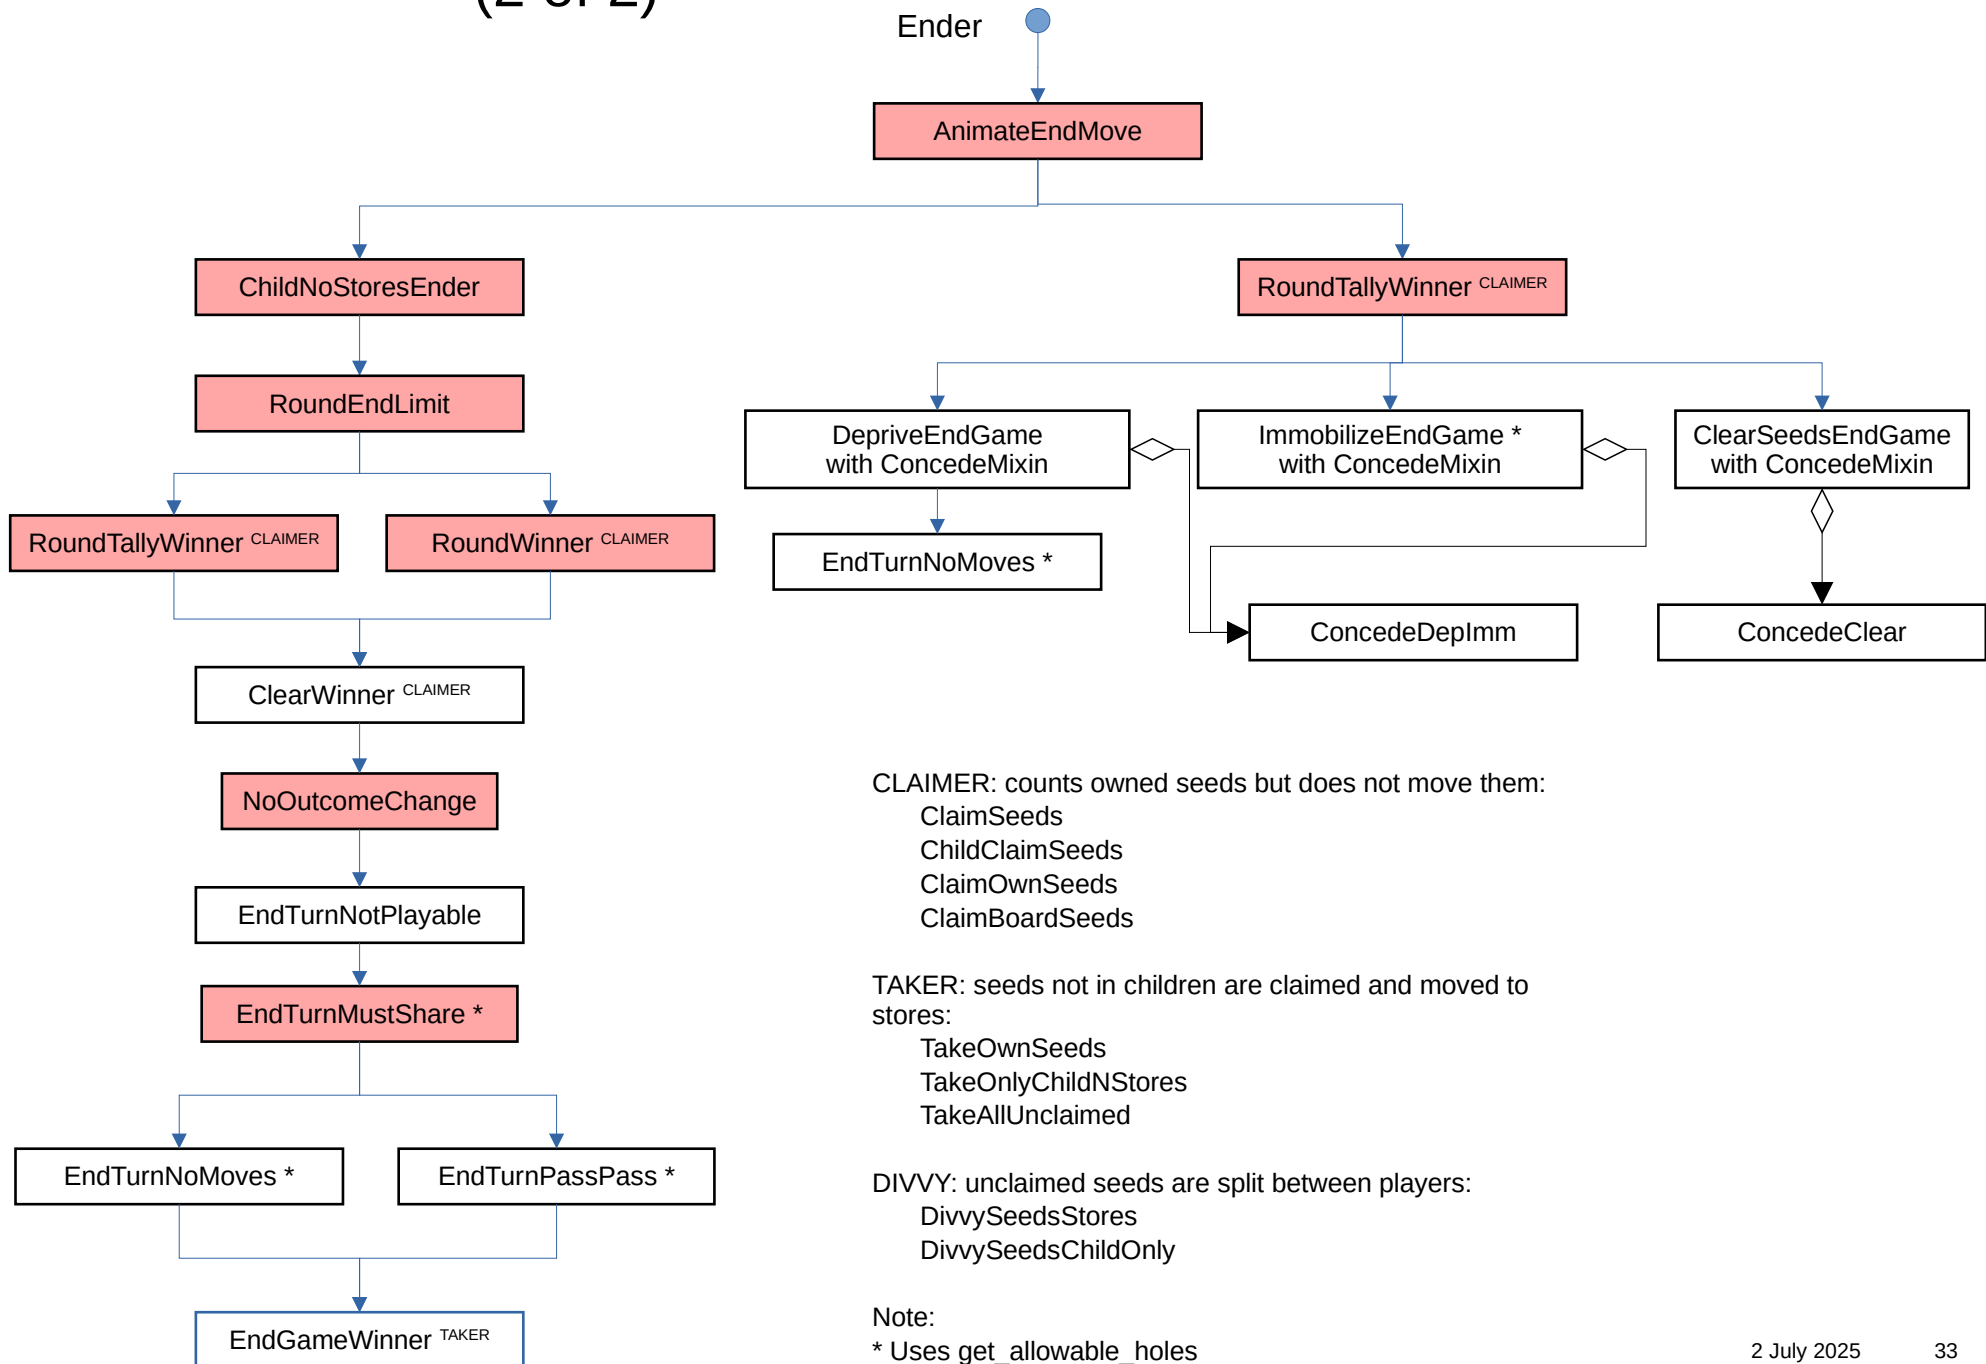 (2 of 2)
Ender
AnimateEndMove
ChildNoStoresEnder
RoundTallyWinner CLAIMER
RoundEndLimit
DepriveEndGame
with ConcedeMixin
ImmobilizeEndGame *
with ConcedeMixin
ClearSeedsEndGame
with ConcedeMixin
RoundTallyWinner CLAIMER
RoundWinner CLAIMER
EndTurnNoMoves *
ConcedeDepImm
ConcedeClear
ClearWinner CLAIMER
NoOutcomeChange
EndTurnNotPlayable
EndTurnMustShare *
EndTurnNoMoves *
EndTurnPassPass *
EndGameWinner TAKER
CLAIMER: counts owned seeds but does not move them:
ClaimSeeds
ChildClaimSeeds
ClaimOwnSeeds
ClaimBoardSeeds
TAKER: seeds not in children are claimed and moved to
stores:
TakeOwnSeeds
TakeOnlyChildNStores
TakeAllUnclaimed
DIVVY: unclaimed seeds are split between players:
DivvySeedsStores
DivvySeedsChildOnly
Note:
* Uses get_allowable_holes
2 July 2025
33